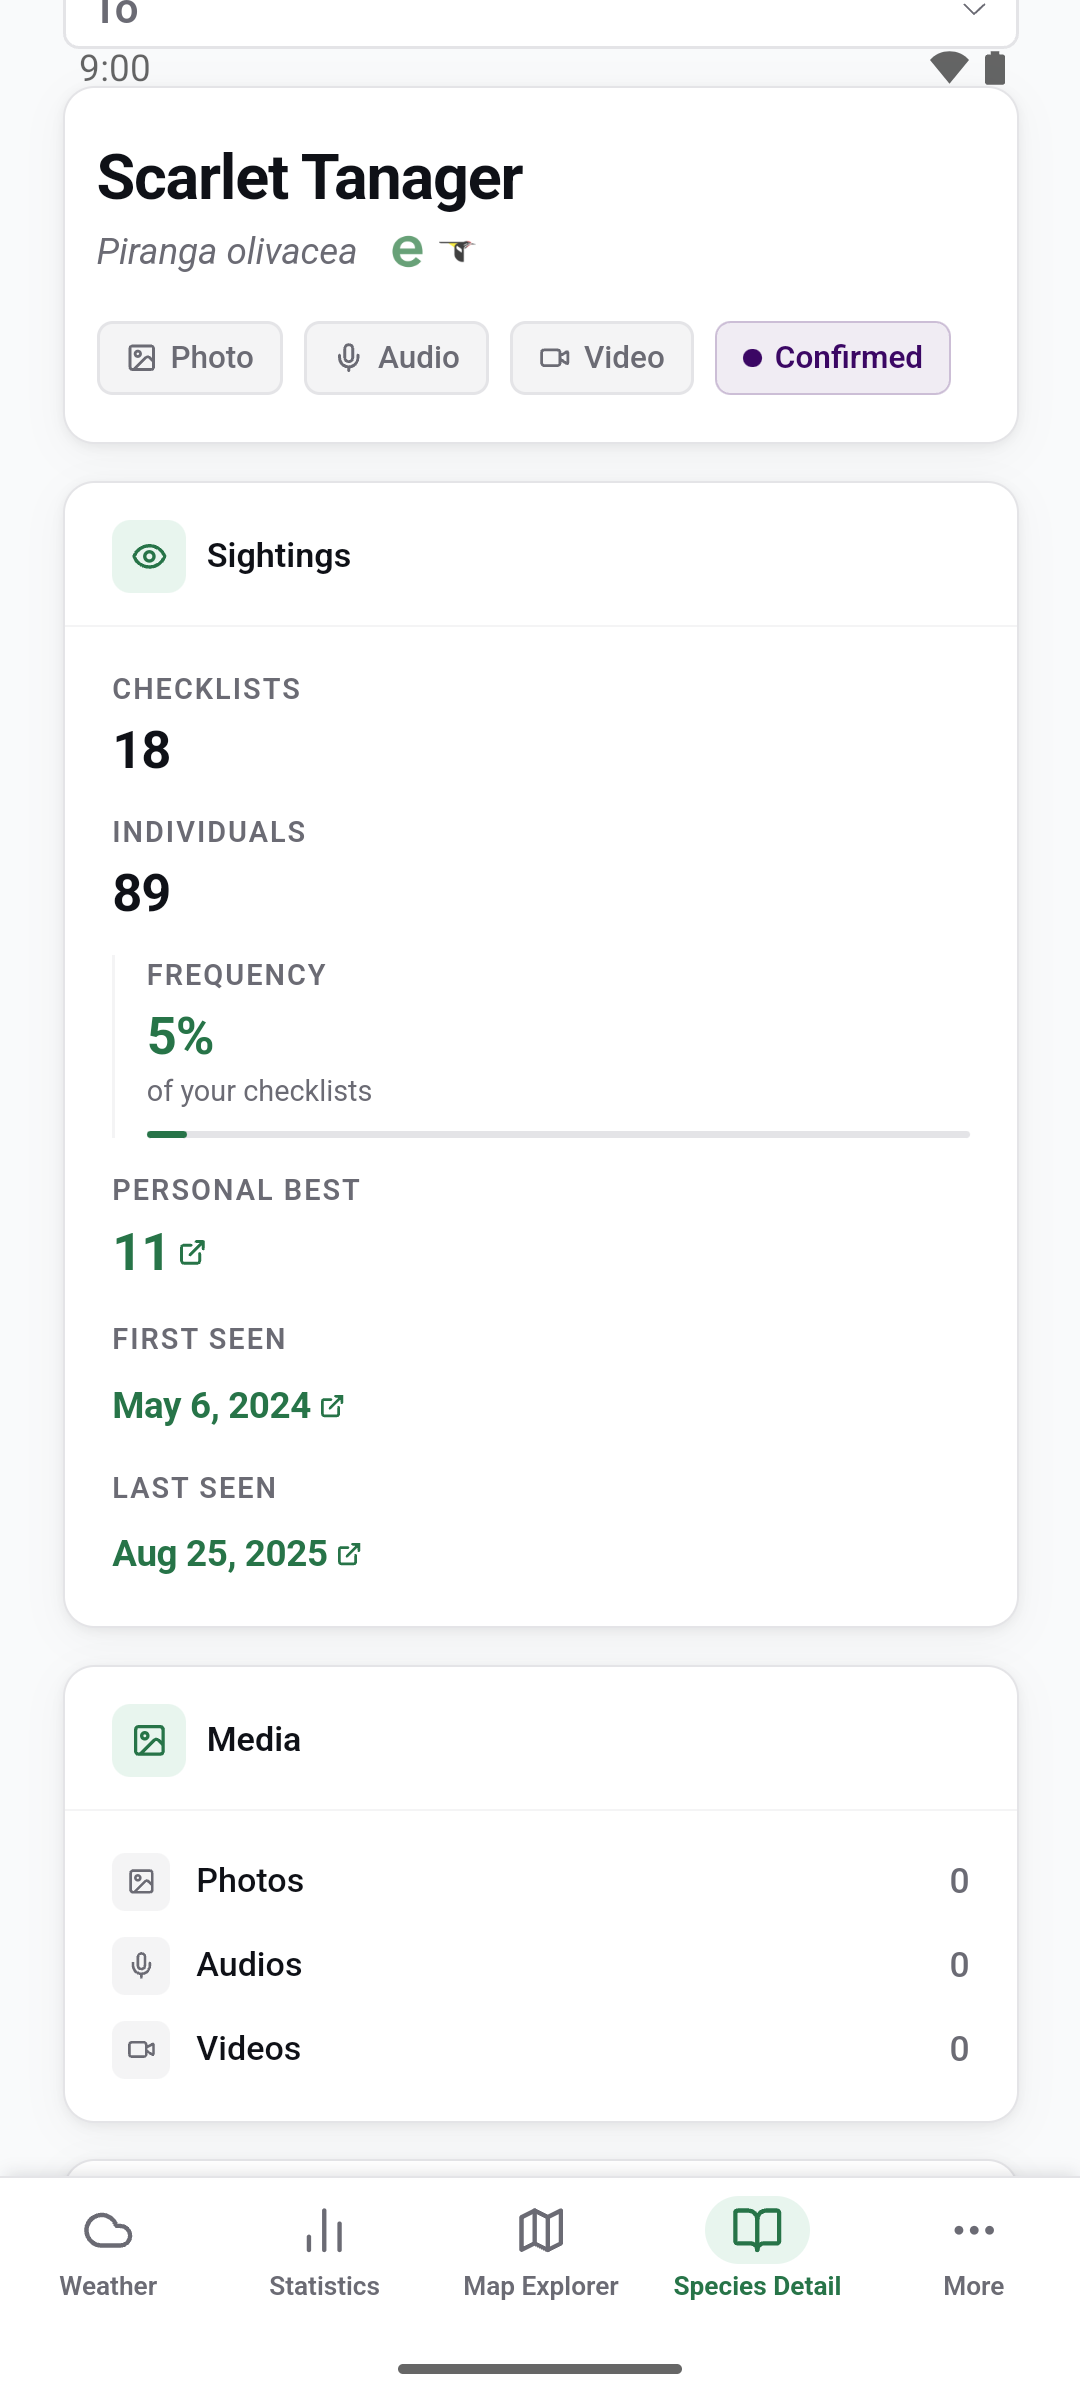 To
9:00
Scarlet Tanager
Piranga olivacea
Photo Audio Video Confirmed
Sightings
CHECKLISTS
18
INDIVIDUALS
89
FREQUENCY
5%
of your checklists
PERSONAL BEST
11
FIRST SEEN
May 6, 2024
LAST SEEN
Aug 25, 2025
Media
Photos 0
Audios 0
Videos 0
Weather Statistics Map Explorer Species Detail More